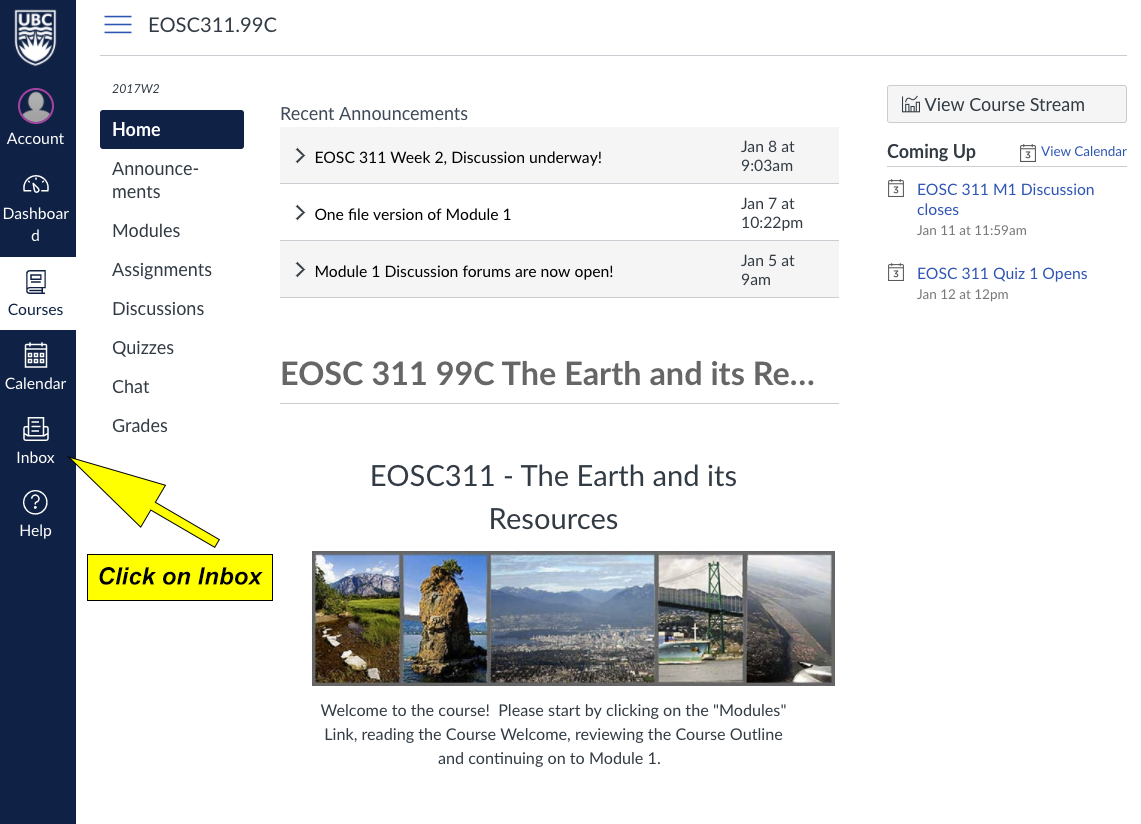 UBC
EOSC311.99C
Account
Dashboar
d
Courses
Calendar
Inbox
Help
2017W2
Home
Announce-
ments
Modules
Assignments
Discussions
Quizzes
Chat
Grades
Click on Inbox
Recent Announcements
EOSC 311 Week 2, Discussion underway!
Jan 8 at
9:03am
One file version of Module 1
Jan 7 at
10:22pm
Module 1 Discussion forums are now open!
Jan 5 at
9am
EOSC 311 99C The Earth and its Re...
EOSC311 - The Earth and its
Resources
Welcome to the course!  Please start by clicking on the "Modules"
Link, reading the Course Welcome, reviewing the Course Outline
and continuing on to Module 1.
View Course Stream
Coming Up
3 View Calendar
3 EOSC 311 M1 Discussion
closes
Jan 11 at 11:59am
3 EOSC 311 Quiz 1 Opens
Jan 12 at 12pm